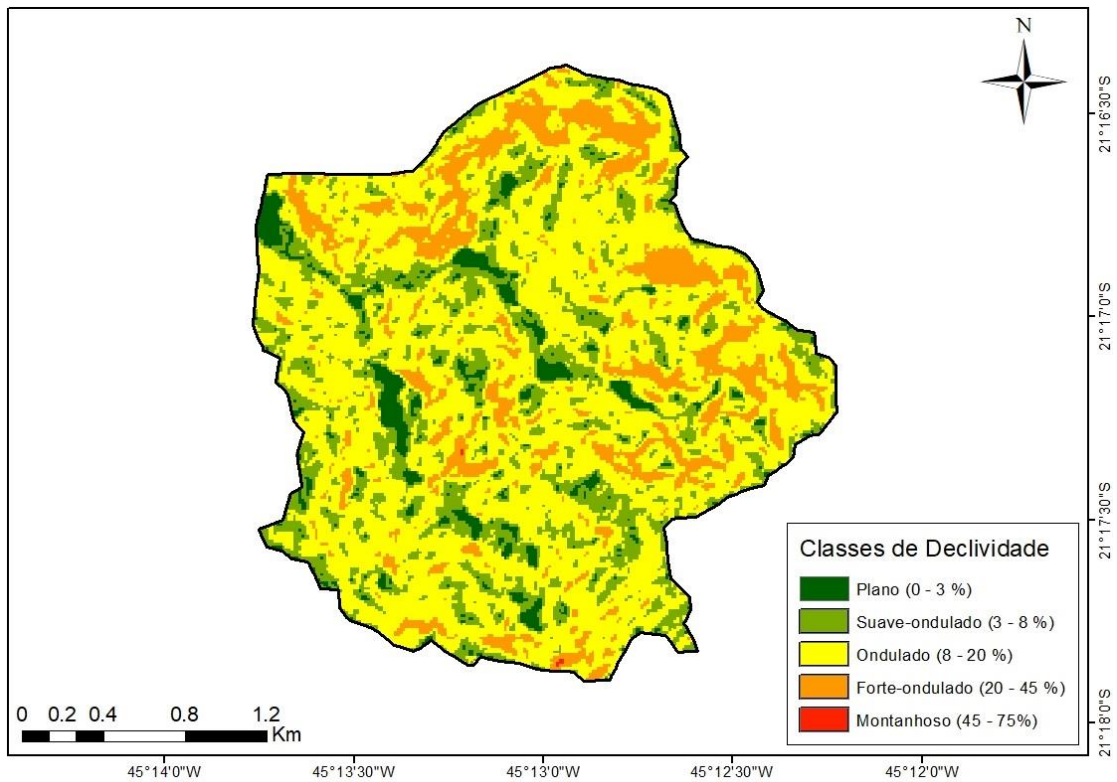 N
21°16'30"S
21°17'0"S
21°17'30"S
21°18'0"S
Classes de Declividade
Plano (0 - 3 %)
Suave-ondulado (3 - 8 %)
Ondulado (8 - 20 %)
Forte-ondulado (20 - 45 %)
Montanhoso (45 - 75%)
0 0.2 0.4 0.8 1.2
Km
45°14'0"W 45°13'30"W 45°13'0"W 45°12'30"W 45°12'0"W